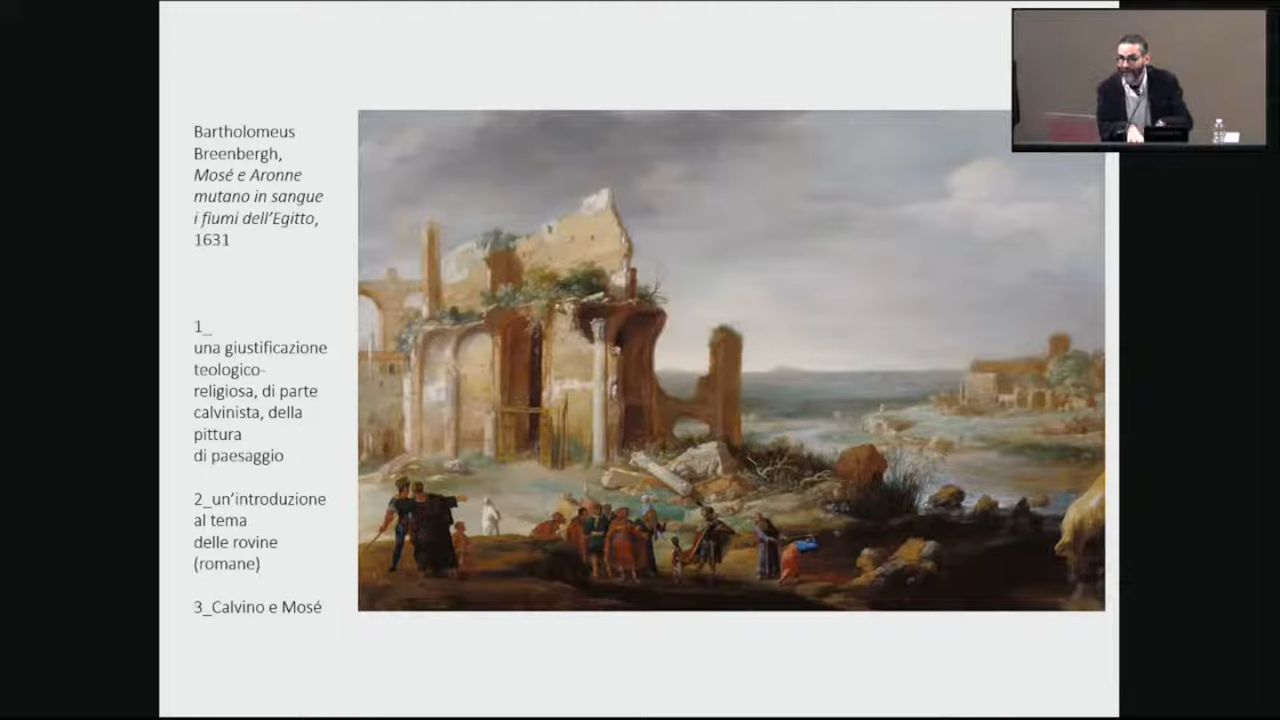 Bartholomeus
Breenbergh,
Mosé e Aronne
mutano in sangue
i fiumi dell'Egitto,
1631
1_
una giustificazione
teologico-
religiosa, di parte
calvinista, della
pittura
di paesaggio
2_un'introduzione
al tema
delle rovine
(romane)
3_Calvino e Mosé